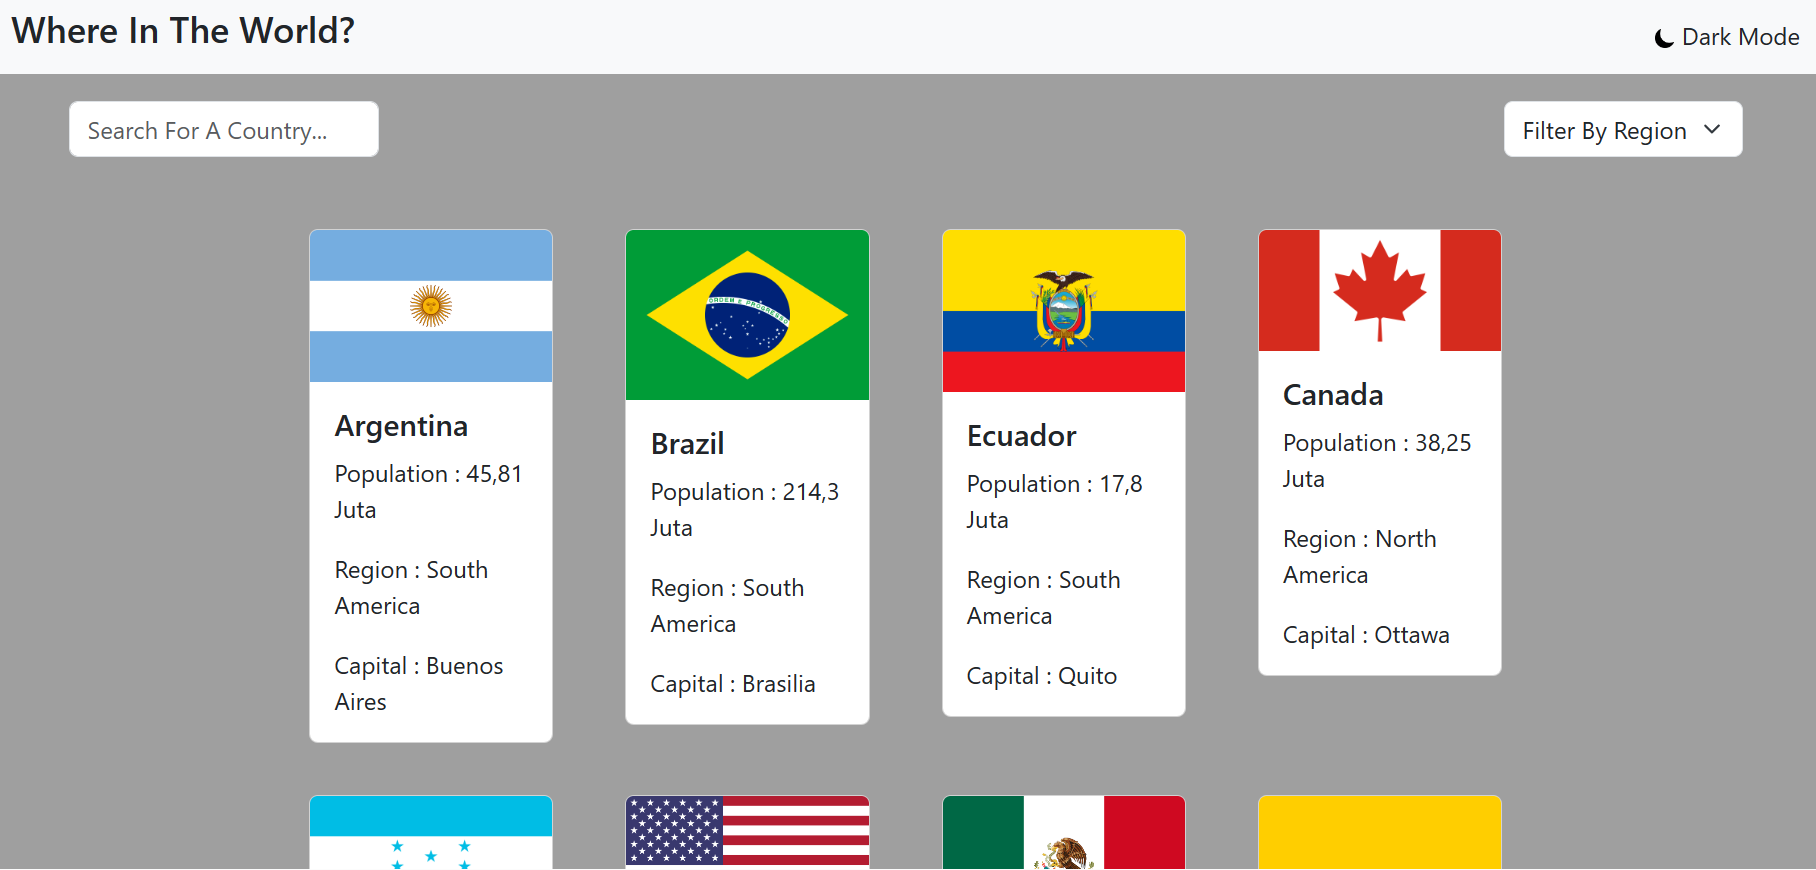 Where In The World?
Dark Mode
Search For A Country...
Filter By Region
ORDEM E PROGRESSO
Argentina
Population : 45,81
Juta
Region : South
America
Capital : Buenos
Aires
Brazil
Population : 214,3
Juta
Region : South
America
Capital : Brasilia
Ecuador
Population : 17,8
Juta
Region : South
America
Capital : Quito
Canada
Population : 38,25
Juta
Region : North
America
Capital : Ottawa